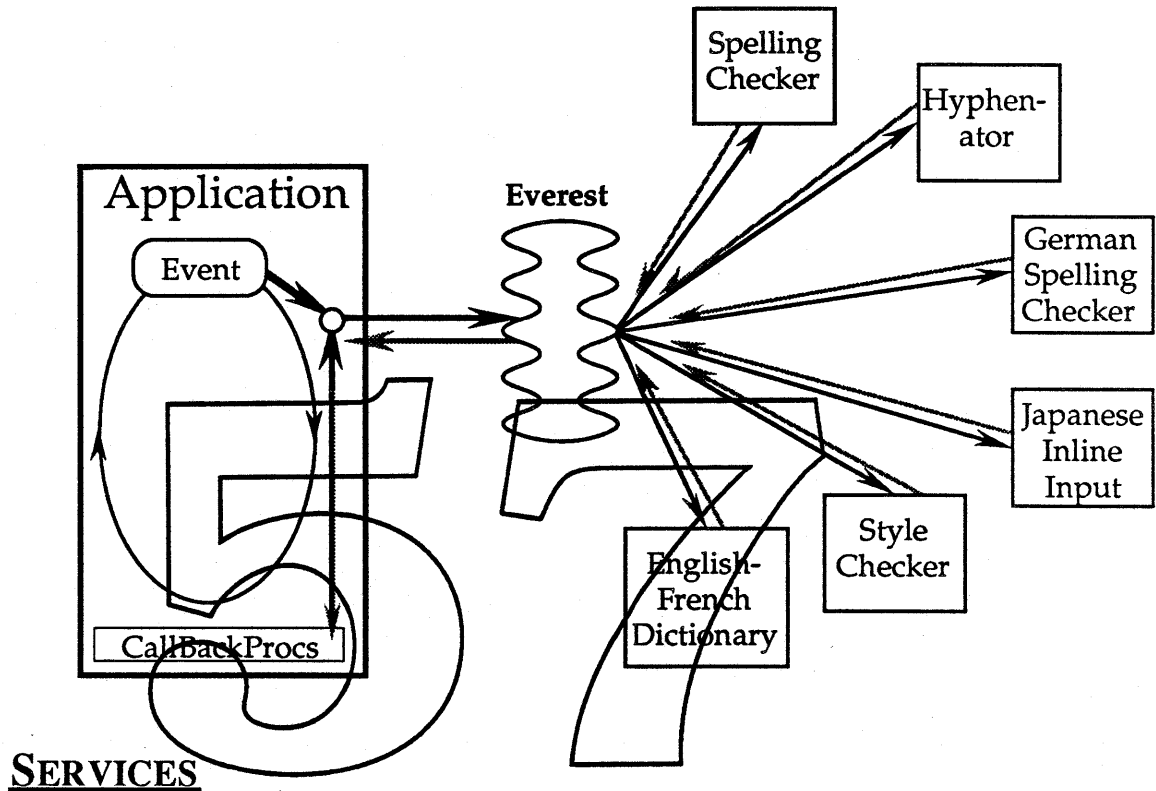 Spelling
Checker
Hyphen-
ator
Application
Everest
Event
German
Spelling
Checker
Japanese
Inline
Input
Style
Checker
English-
French
Dictionary
CallBackProcs
57
SERVICES